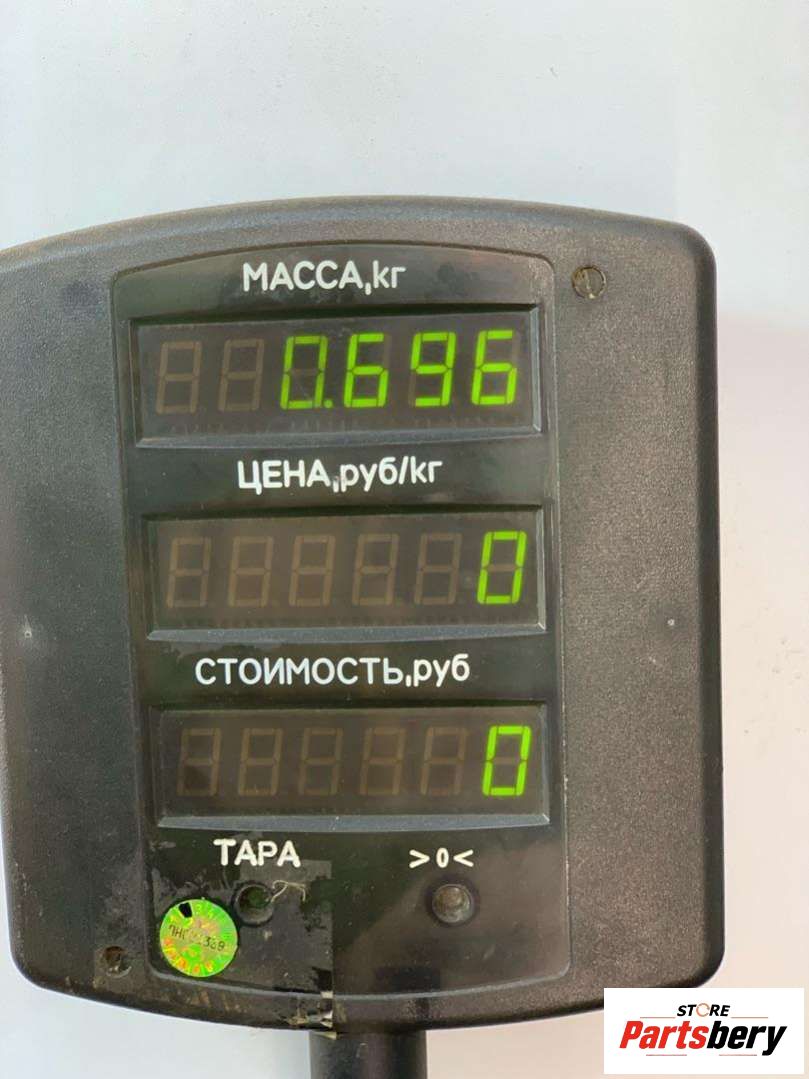 МАССА,кг
0.696
ЦЕНА,руб/кг
0
СТОИМОСТЬ,руб
0
ТАРА >0<
STORE
Partsbery